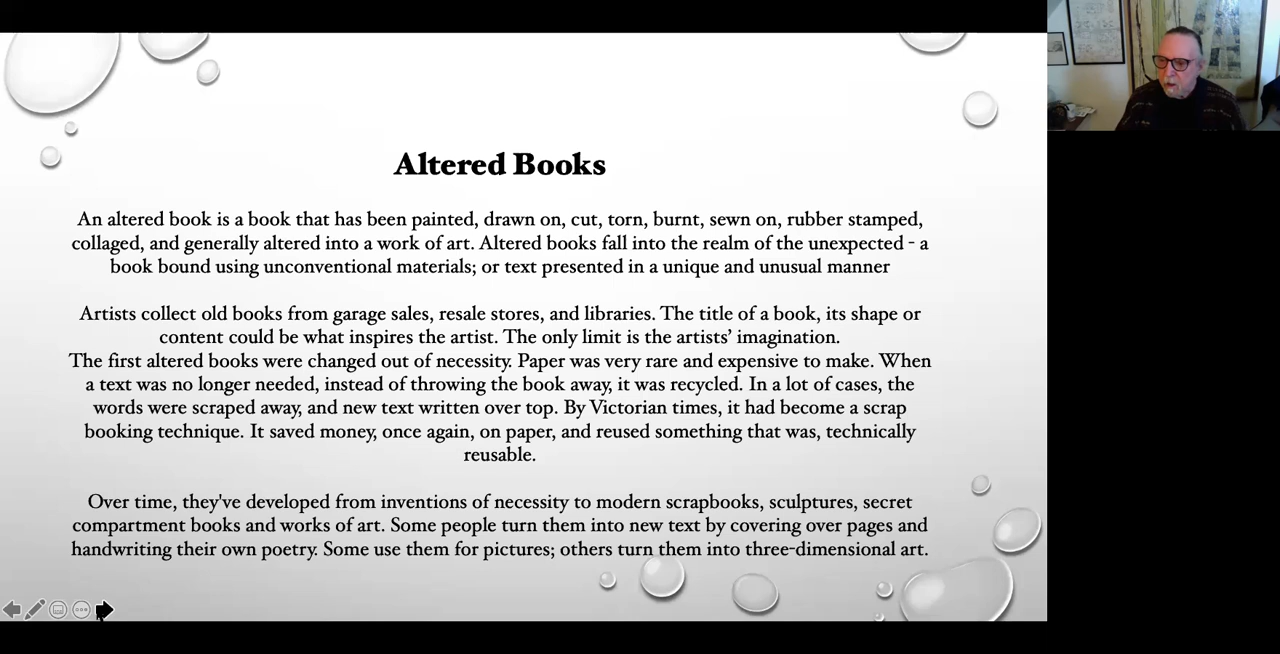 Altered Books
An altered book is a book that has been painted, drawn on, cut, torn, burnt, sewn on, rubber stamped,
collaged, and generally altered into a work of art. Altered books fall into the realm of the unexpected - a
book bound using unconventional materials; or text presented in a unique and unusual manner
Artists collect old books from garage sales, resale stores, and libraries. The title of a book, its shape or
content could be what inspires the artist. The only limit is the artists’ imagination.
The first altered books were changed out of necessity. Paper was very rare and expensive to make. When
a text was no longer needed, instead of throwing the book away, it was recycled. In a lot of cases, the
words were scraped away, and new text written over top. By Victorian times, it had become a scrap
booking technique. It saved money, once again, on paper, and reused something that was, technically
reusable.
Over time, they've developed from inventions of necessity to modern scrapbooks, sculptures, secret
compartment books and works of art. Some people turn them into new text by covering over pages and
handwriting their own poetry. Some use them for pictures; others turn them into three-dimensional art.